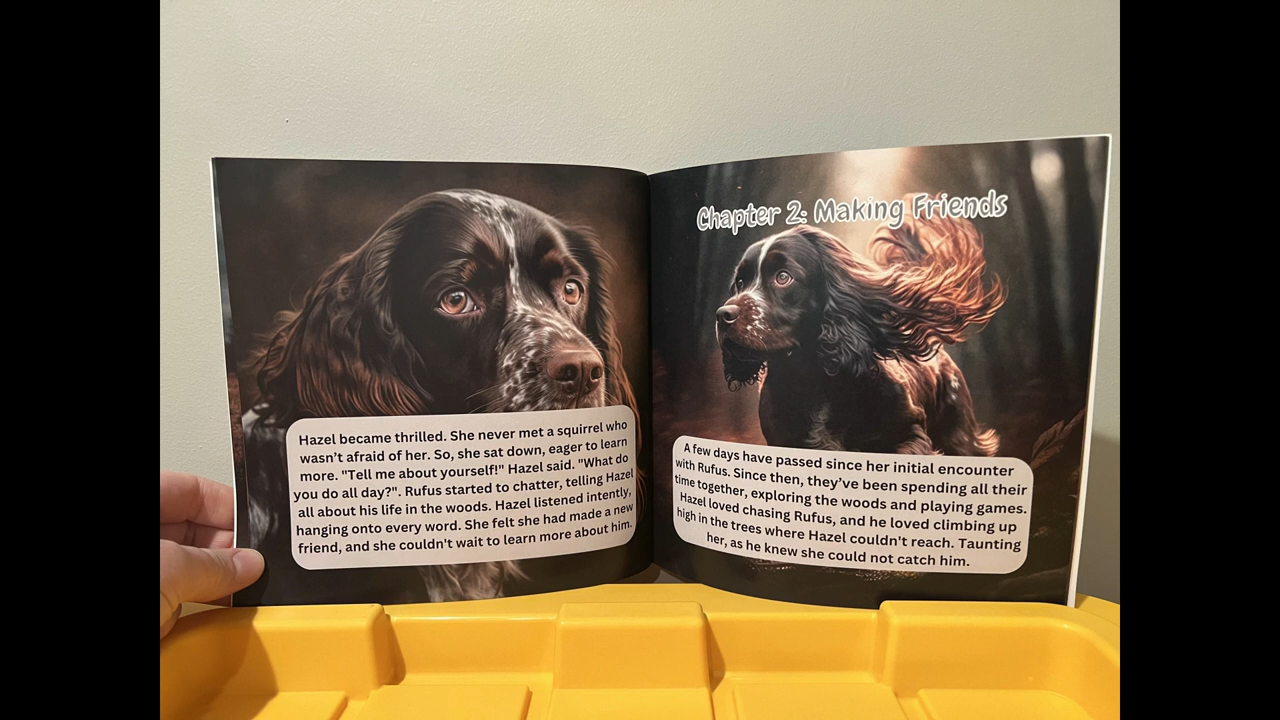 Hazel became thrilled. She never met a squirrel who
wasn't afraid of her. So, she sat down, eager to learn
more. "Tell me about yourself!" Hazel said. "What do
you do all day?". Rufus started to chatter, telling Hazel
all about his life in the woods. Hazel listened intently,
hanging onto every word. She felt she had made a new
friend, and she couldn't wait to learn more about him.
Chapter 2: Making Friends
A few days have passed since her initial encounter
with Rufus. Since then, they've been spending all their
time together, exploring the woods and playing games.
Hazel loved chasing Rufus, and he loved climbing up
high in the trees where Hazel couldn't reach. Taunting
her, as he knew she could not catch him.